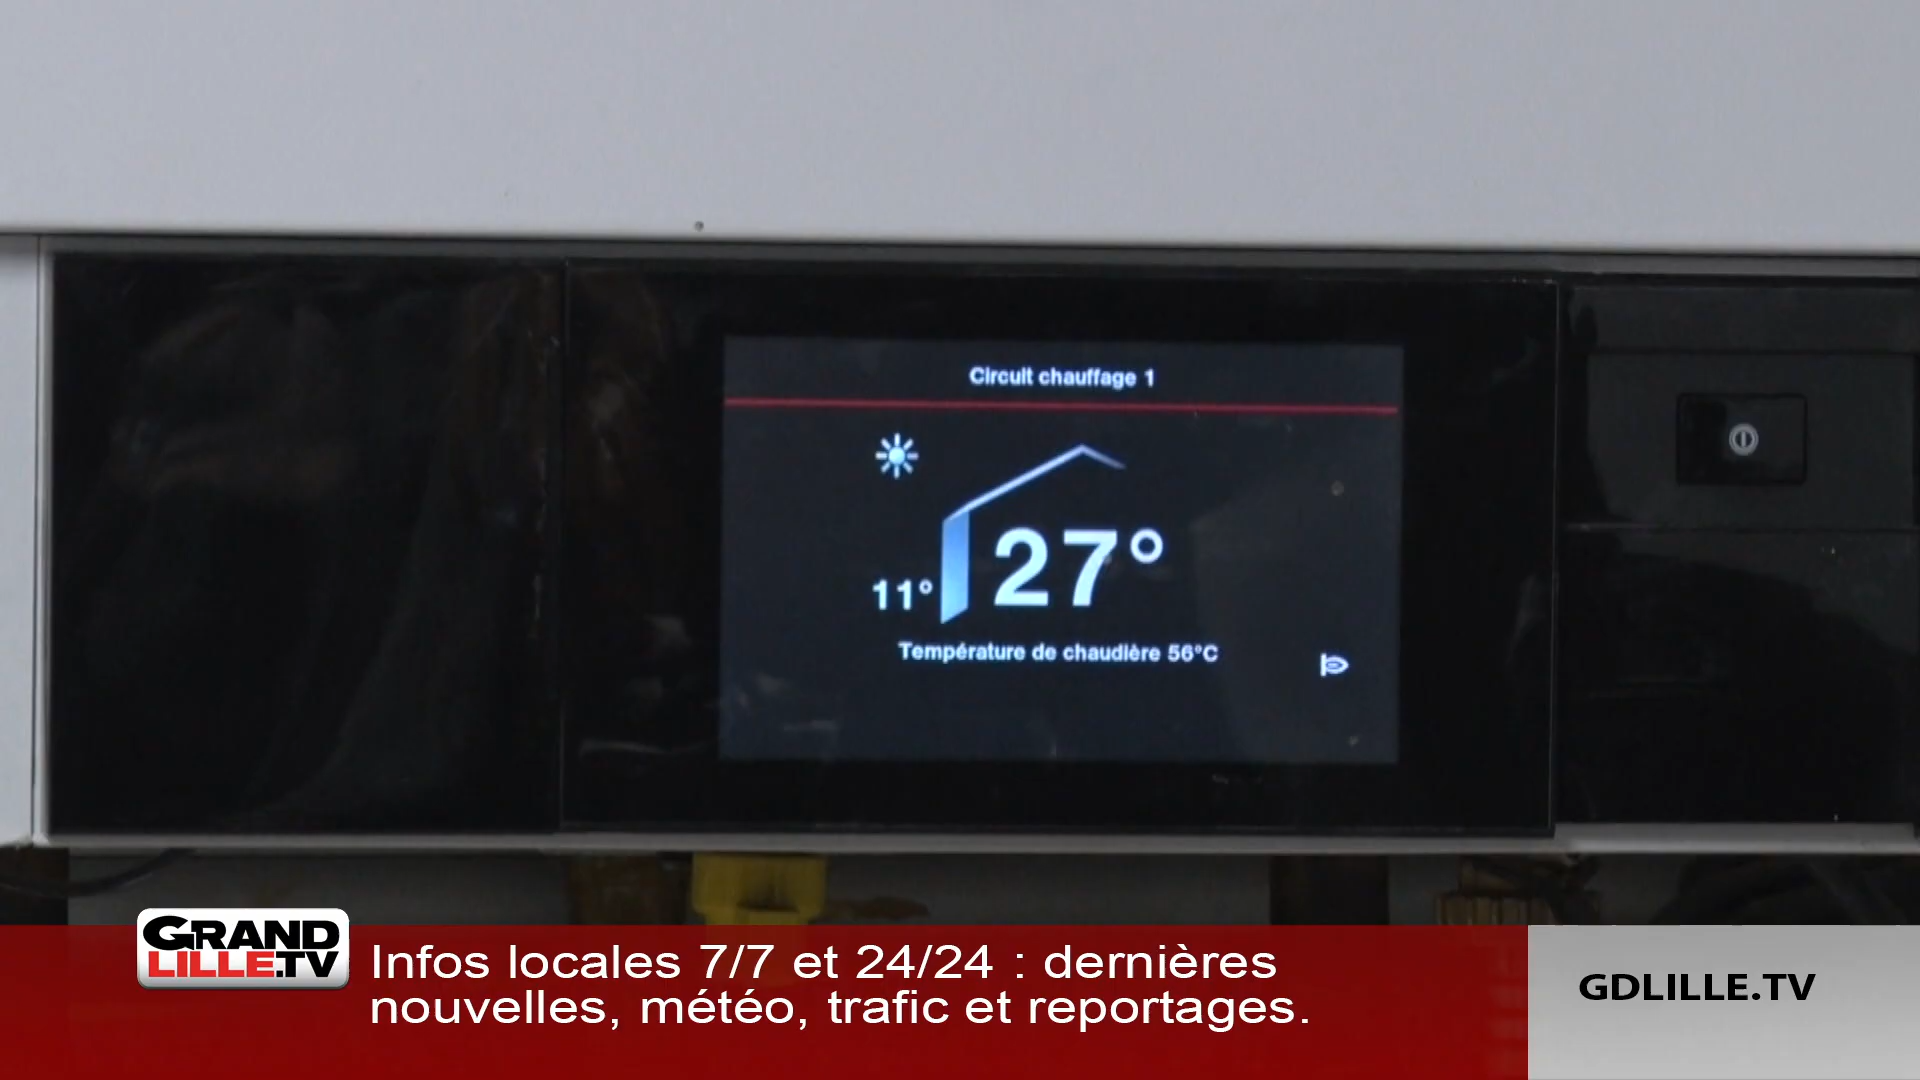 Circuit chauffage 1
11° 27°
Température de chaudière 56°C
GRAND
LILLE.TV
Infos locales 7/7 et 24/24 : dernières
nouvelles, météo, trafic et reportages.
GDLILLE.TV